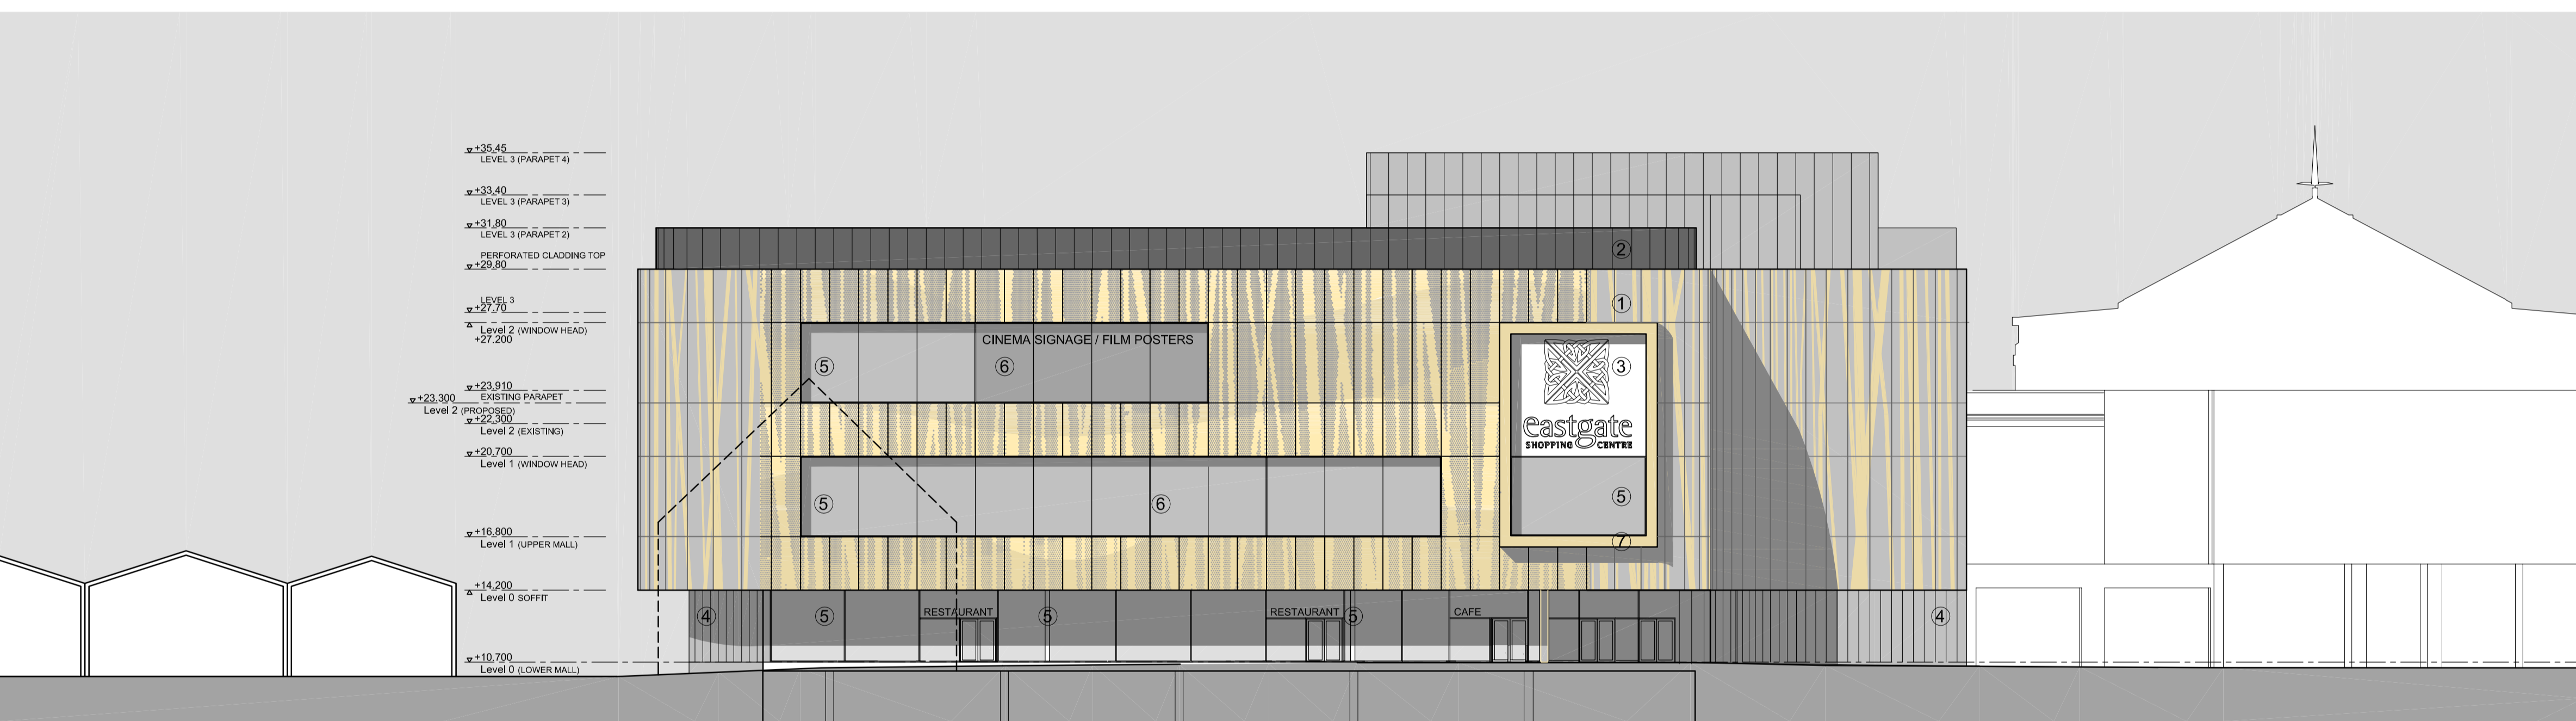 +35.45
LEVEL 3 (PARAPET 4)
+33.40
LEVEL 3 (PARAPET 3)
+31.80
LEVEL 3 (PARAPET 2)
PERFORATED CLADDING TOP
+29.80
LEVEL 3
+27.70
Level 2 (WINDOW HEAD)
+27.200
+23.910
EXISTING PARAPET
+23.300
Level 2 (PROPOSED)
+22.300
Level 2 (EXISTING)
+20.700
Level 1 (WINDOW HEAD)
+16.800
Level 1 (UPPER MALL)
+14.200
Level 0 SOFFIT
+10.700
Level 0 (LOWER MALL)
2
1
CINEMA SIGNAGE / FILM POSTERS
5
6
3
eastgate
SHOPPING CENTRE
5
6
5
7
4
5
RESTAURANT
5
RESTAURANT
5
CAFE
4